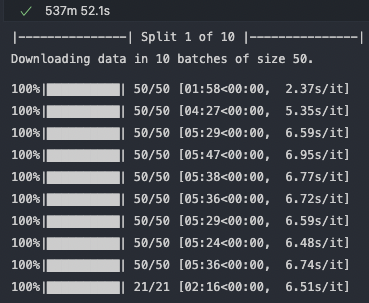 ✓ 537m 52.1s
|---------------| Split 1 of 10 |---------------|
Downloading data in 10 batches of size 50.
100%|██████████| 50/50 [01:58<00:00,  2.37s/it]
100%|██████████| 50/50 [04:27<00:00,  5.35s/it]
100%|██████████| 50/50 [05:29<00:00,  6.59s/it]
100%|██████████| 50/50 [05:47<00:00,  6.95s/it]
100%|██████████| 50/50 [05:38<00:00,  6.77s/it]
100%|██████████| 50/50 [05:36<00:00,  6.72s/it]
100%|██████████| 50/50 [05:29<00:00,  6.59s/it]
100%|██████████| 50/50 [05:24<00:00,  6.48s/it]
100%|██████████| 50/50 [05:36<00:00,  6.74s/it]
100%|██████████| 21/21 [02:16<00:00,  6.51s/it]